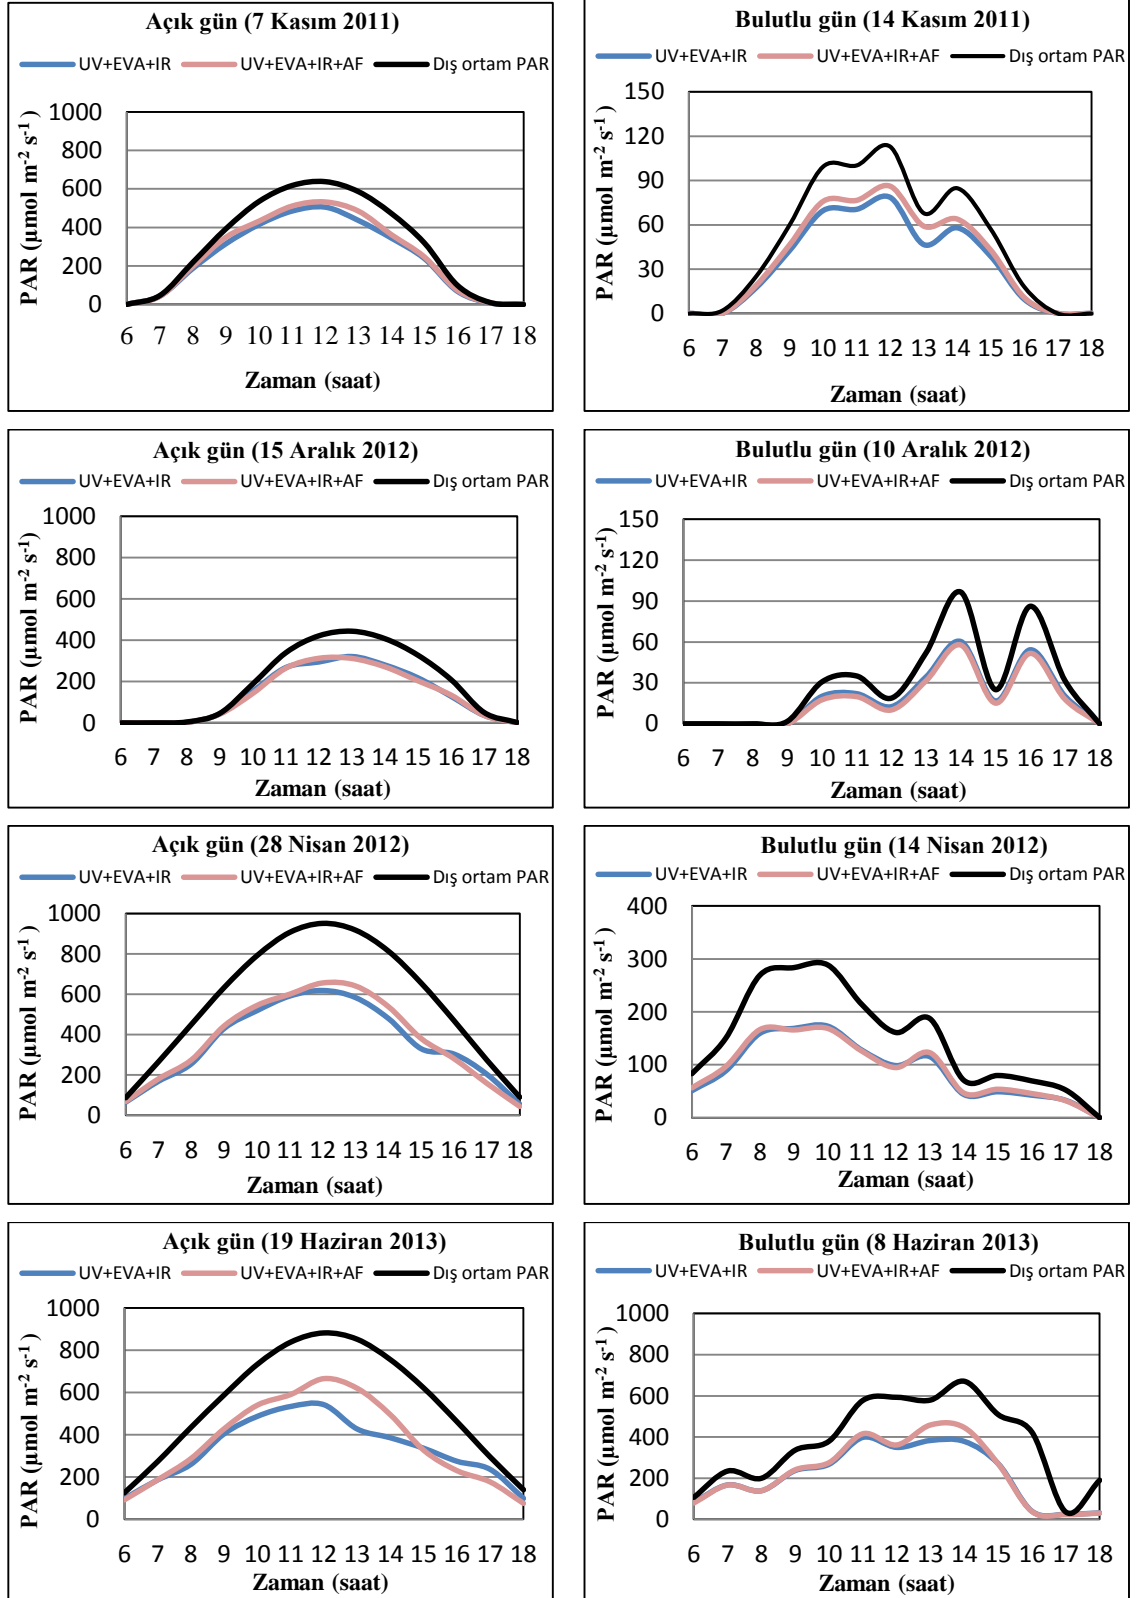 Açık gün (7 Kasım 2011)
UV+EVA+IR UV+EVA+IR+AF Dış ortam PAR
PAR (µmol m-2 s-1 )
1000
800
600
400
200
0
6 7 8 9 10 11 12 13 14 15 16 17 18
Zaman (saat)
Bulutlu gün (14 Kasım 2011)
UV+EVA+IR UV+EVA+IR+AF Dış ortam PAR
PAR (µmol m-2 s-1 )
150
120
90
60
30
0
6 7 8 9 10 11 12 13 14 15 16 17 18
Zaman (saat)
Açık gün (15 Aralık 2012)
UV+EVA+IR UV+EVA+IR+AF Dış ortam PAR
PAR (µmol m-2 s-1)
1000
800
600
400
200
0
6 7 8 9 10 11 12 13 14 15 16 17 18
Zaman (saat)
Bulutlu gün (10 Aralık 2012)
UV+EVA+IR UV+EVA+IR+AF Dış ortam PAR
PAR (µmol m-2 s-1)
150
120
90
60
30
0
6 7 8 9 10 11 12 13 14 15 16 17 18
Zaman (saat)
Açık gün (28 Nisan 2012)
UV+EVA+IR UV+EVA+IR+AF Dış ortam PAR
PAR (µmol m-2 s-1 )
1000
800
600
400
200
0
6 7 8 9 10 11 12 13 14 15 16 17 18
Zaman (saat)
Bulutlu gün (14 Nisan 2012)
UV+EVA+IR UV+EVA+IR+AF Dış ortam PAR
PAR (µmol m-2 s-1)
400
300
200
100
0
6 7 8 9 10 11 12 13 14 15 16 17 18
Zaman (saat)
Açık gün (19 Haziran 2013)
UV+EVA+IR UV+EVA+IR+AF Dış ortam PAR
PAR (µmol m-2 s-1 )
1000
800
600
400
200
0
6 7 8 9 10 11 12 13 14 15 16 17 18
Zaman (saat)
Bulutlu gün (8 Haziran 2013)
UV+EVA+IR UV+EVA+IR+AF Dış ortam PAR
PAR (µmol m-2 s-1 )
1000
800
600
400
200
0
6 7 8 9 10 11 12 13 14 15 16 17 18
Zaman (saat)